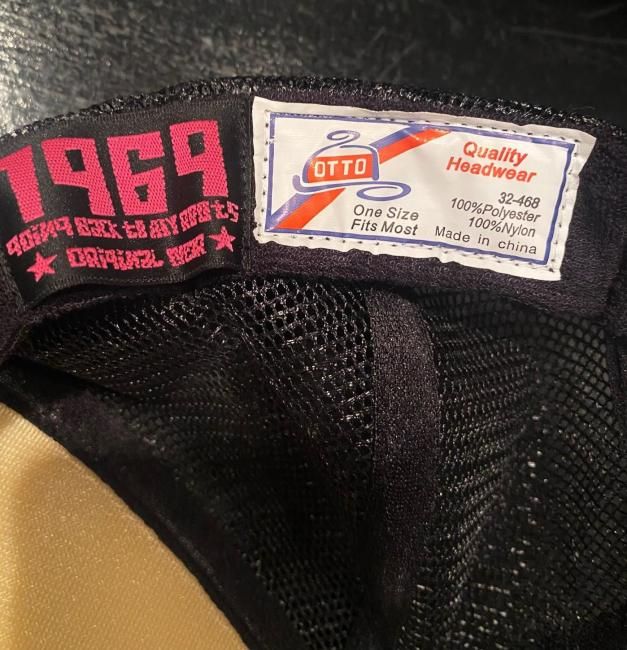 1969
going back to my roots
original wear
OTTO
Quality
Headwear
32-468
100%Polyester
100%Nylon
One Size
Fits Most
Made in china